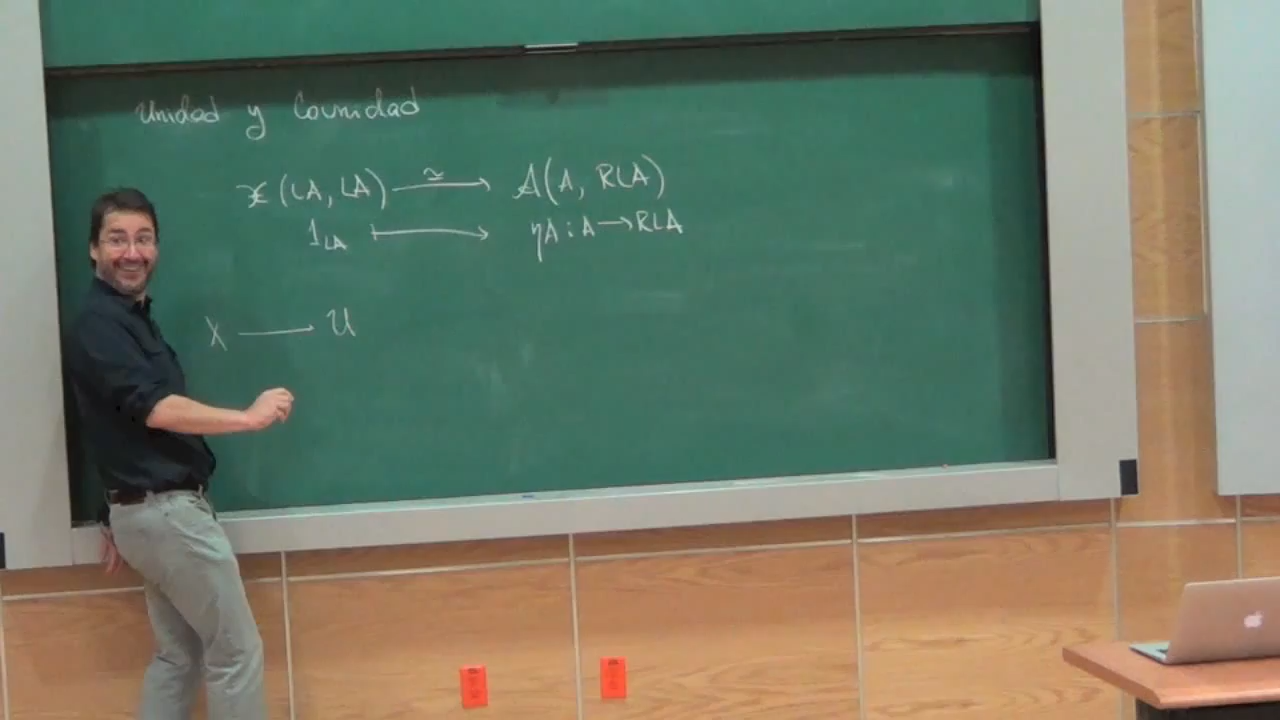 Unidad y Counidad
𝒳(LA, LA) ≃⟶ 𝒜(A, RLA)
1_LA ⟼ ηA : A ⟶ RLA
X ⟶ U